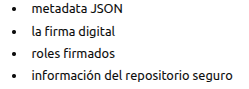 • metadata JSON
• la firma digital
• roles firmados
• información del repositorio seguro